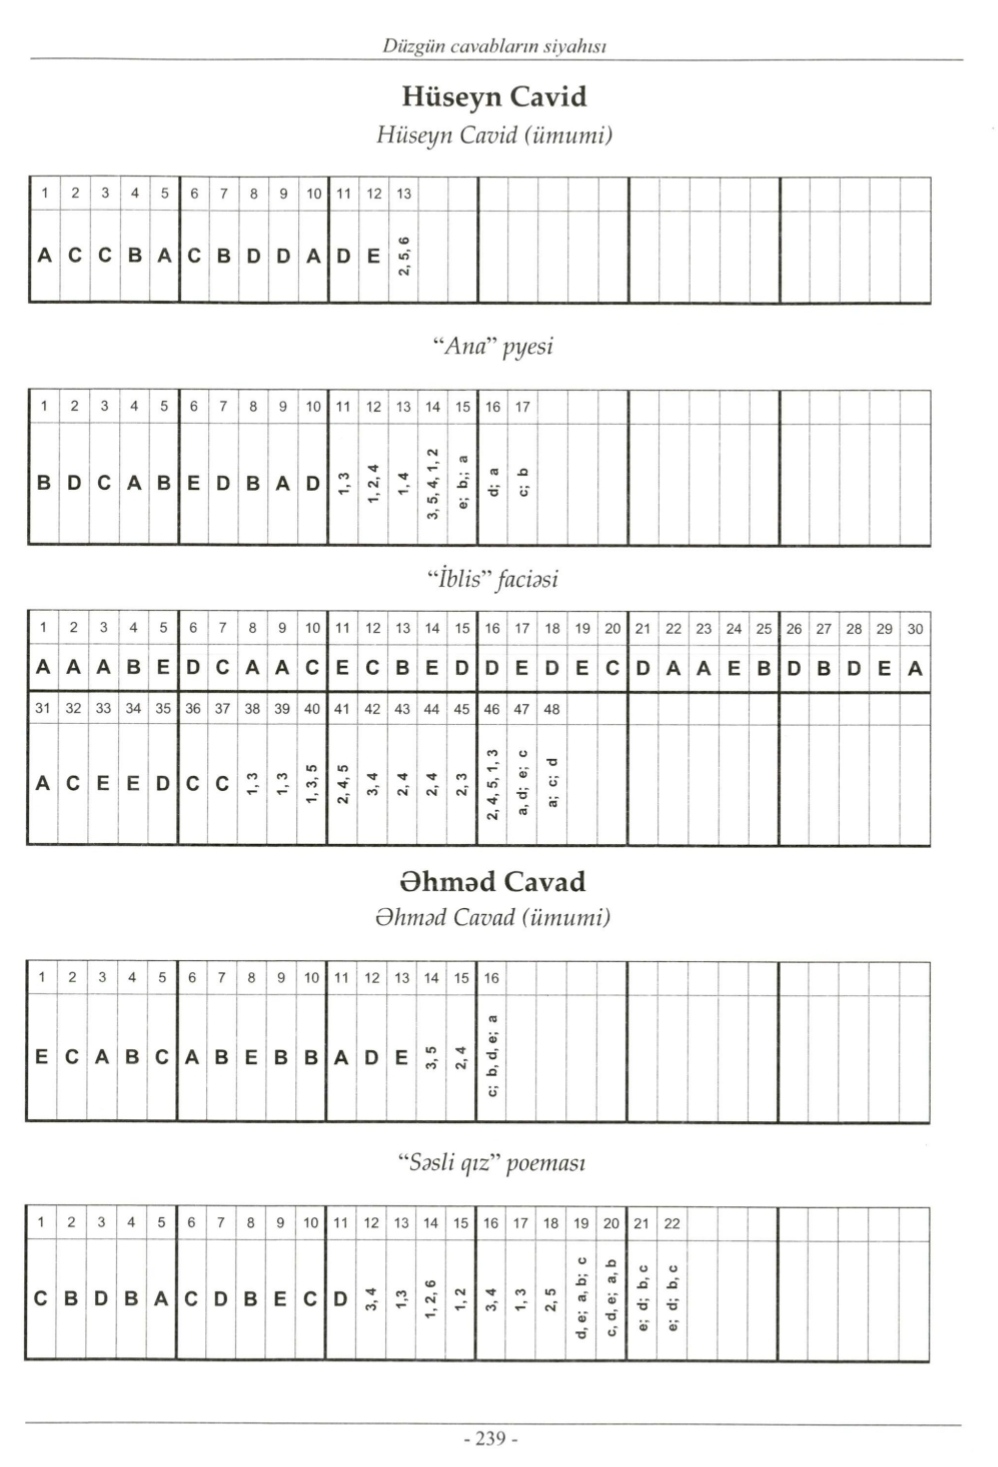 Düzgün cavabların siyahısı
Hüseyn Cavid
Hüseyn Cavid (ümumi)
1 2 3 4 5 6 7 8 9 10 11 12 13
A C C B A C B D D A D E 2, 5, 6
“Ana” pyesi
1 2 3 4 5 6 7 8 9 10 11 12 13 14 15 16 17
B D C A B E D B A D 1, 3 1, 2, 4 1, 4 3, 5, 4, 1, 2 e; b,; a d; a c; b
“İblis” faciəsi
1 2 3 4 5 6 7 8 9 10 11 12 13 14 15 16 17 18 19 20 21 22 23 24 25 26 27 28 29 30
A A A B E D C A A C E C B E D D E D E C D A A E B D B D E A
31 32 33 34 35 36 37 38 39 40 41 42 43 44 45 46 47 48
A C E E D C C 1, 3 1, 3 1, 3, 5 2, 4, 5 3, 4 2, 4 2, 4 2, 3 2, 4, 5, 1, 3 a, d; e; c a; c; d
Əhməd Cavad
Əhməd Cavad (ümumi)
1 2 3 4 5 6 7 8 9 10 11 12 13 14 15 16
E C A B C A B E B B A D E 3, 5 2, 4 c; b, d, e; a
“Səsli qız” poeması
1 2 3 4 5 6 7 8 9 10 11 12 13 14 15 16 17 18 19 20 21 22
C B D B A C D B E C D 3, 4 1,3 1, 2, 6 1, 2 3, 4 1, 3 2, 5 d, e; a, b; c c, d, e; a, b e; d; b, c e; d; b, c
- 239 -